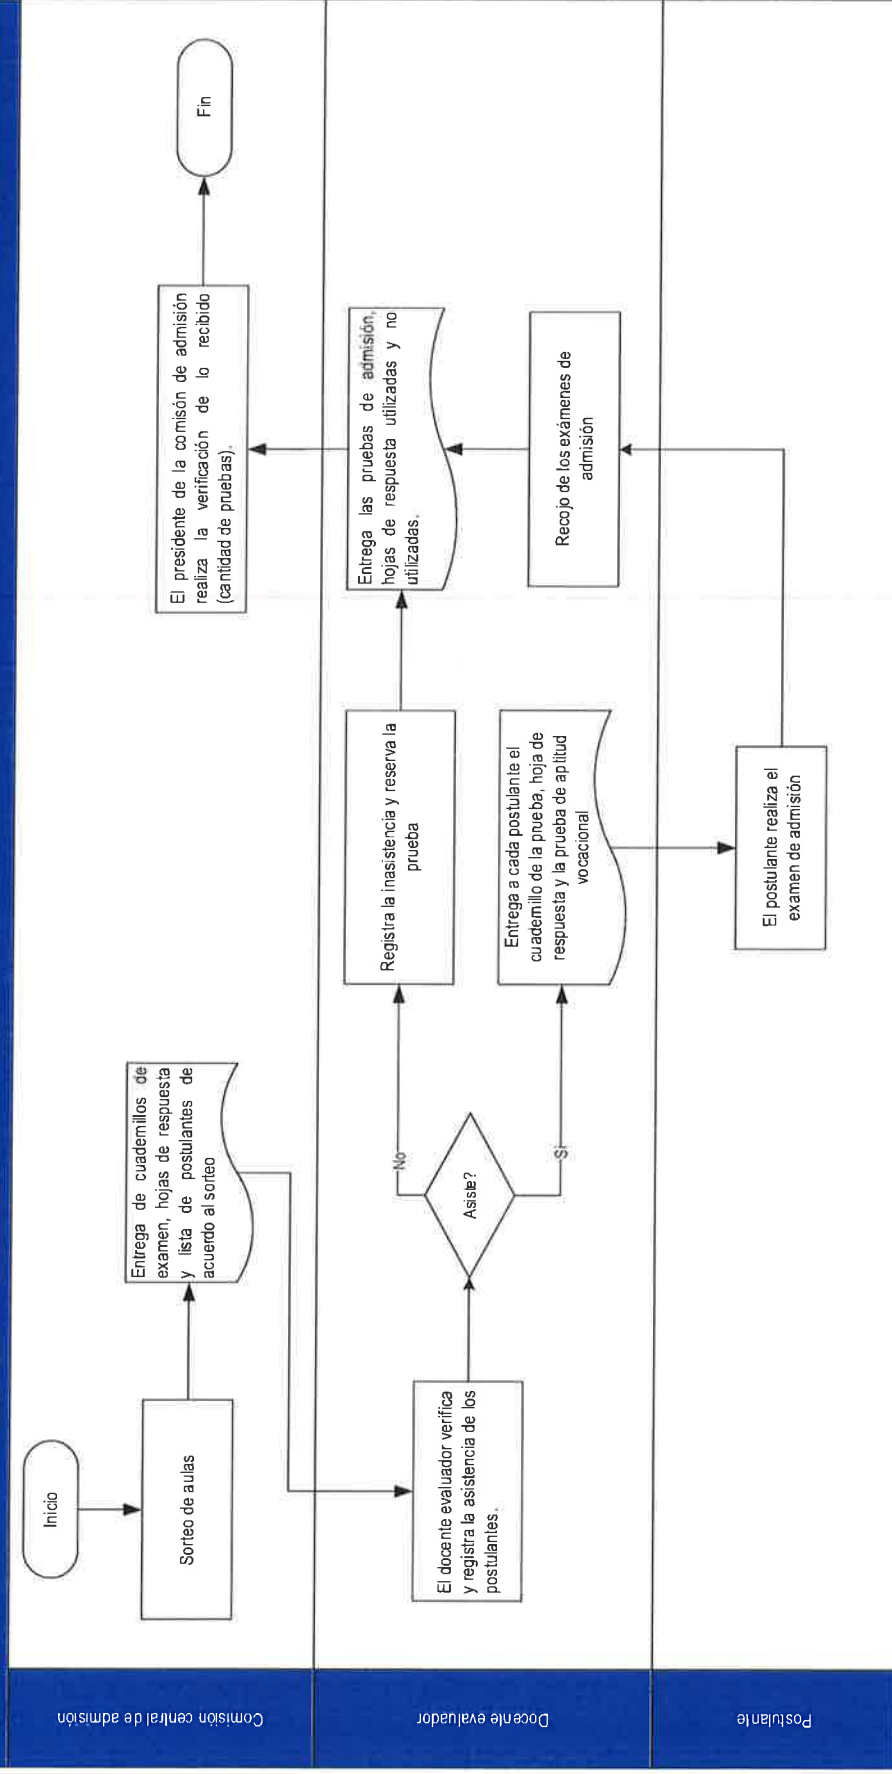 Comisión central de admisión
Inicio
Sorteo de aulas
Entrega de cuadernillos de
examen, hojas de respuesta
y lista de postulantes de
acuerdo al sorteo
El presidente de la comisón de admisión
realiza la verificación de lo recibido
(cantidad de pruebas).
Fin
Docente evaluador
El docente evaluador verifica
y registra la asistencia de los
postulantes.
Asiste?
No
Si
Registra la inasistencia y reserva la
prueba
Entrega a cada postulante el
cuadernillo de la prueba, hoja de
respuesta y la prueba de aptitud
vocacional
Entrega las pruebas de admisión,
hojas de respuesta utilizadas y no
utilizadas.
Recojo de los exámenes de
admisión
Postulante
El postulante realiza el
examen de admisión